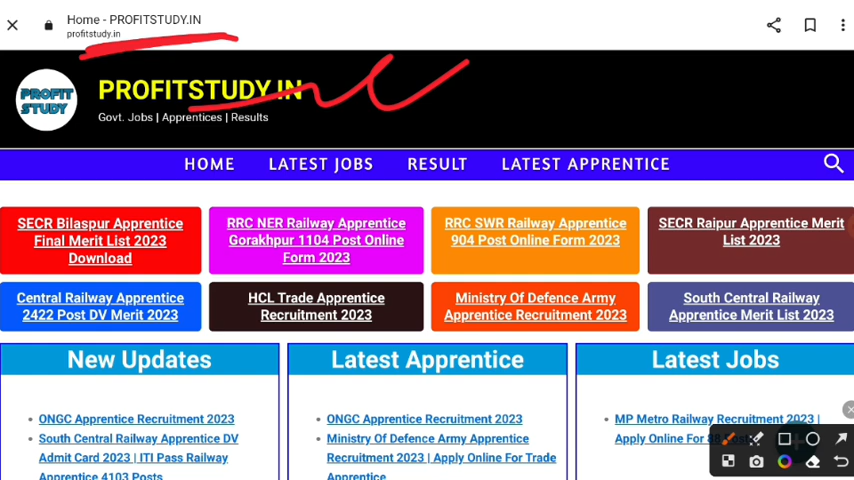 Home - PROFITSTUDY.IN
profitstudy.in
PROFIT
STUDY
PROFITSTUDY.IN
Govt. Jobs | Apprentices | Results
HOME LATEST JOBS RESULT LATEST APPRENTICE
SECR Bilaspur Apprentice
Final Merit List 2023
Download
RRC NER Railway Apprentice
Gorakhpur 1104 Post Online
Form 2023
RRC SWR Railway Apprentice
904 Post Online Form 2023
SECR Raipur Apprentice Merit
List 2023
Central Railway Apprentice
2422 Post DV Merit 2023
HCL Trade Apprentice
Recruitment 2023
Ministry Of Defence Army
Apprentice Recruitment 2023
South Central Railway
Apprentice Merit List 2023
New Updates
ONGC Apprentice Recruitment 2023
South Central Railway Apprentice DV
Admit Card 2023 | ITI Pass Railway
Apprentice 4103 Posts
Latest Apprentice
ONGC Apprentice Recruitment 2023
Ministry Of Defence Army Apprentice
Recruitment 2023 | Apply Online For Trade
Apprentice
Latest Jobs
MP Metro Railway Recruitment 2023 |
Apply Online For